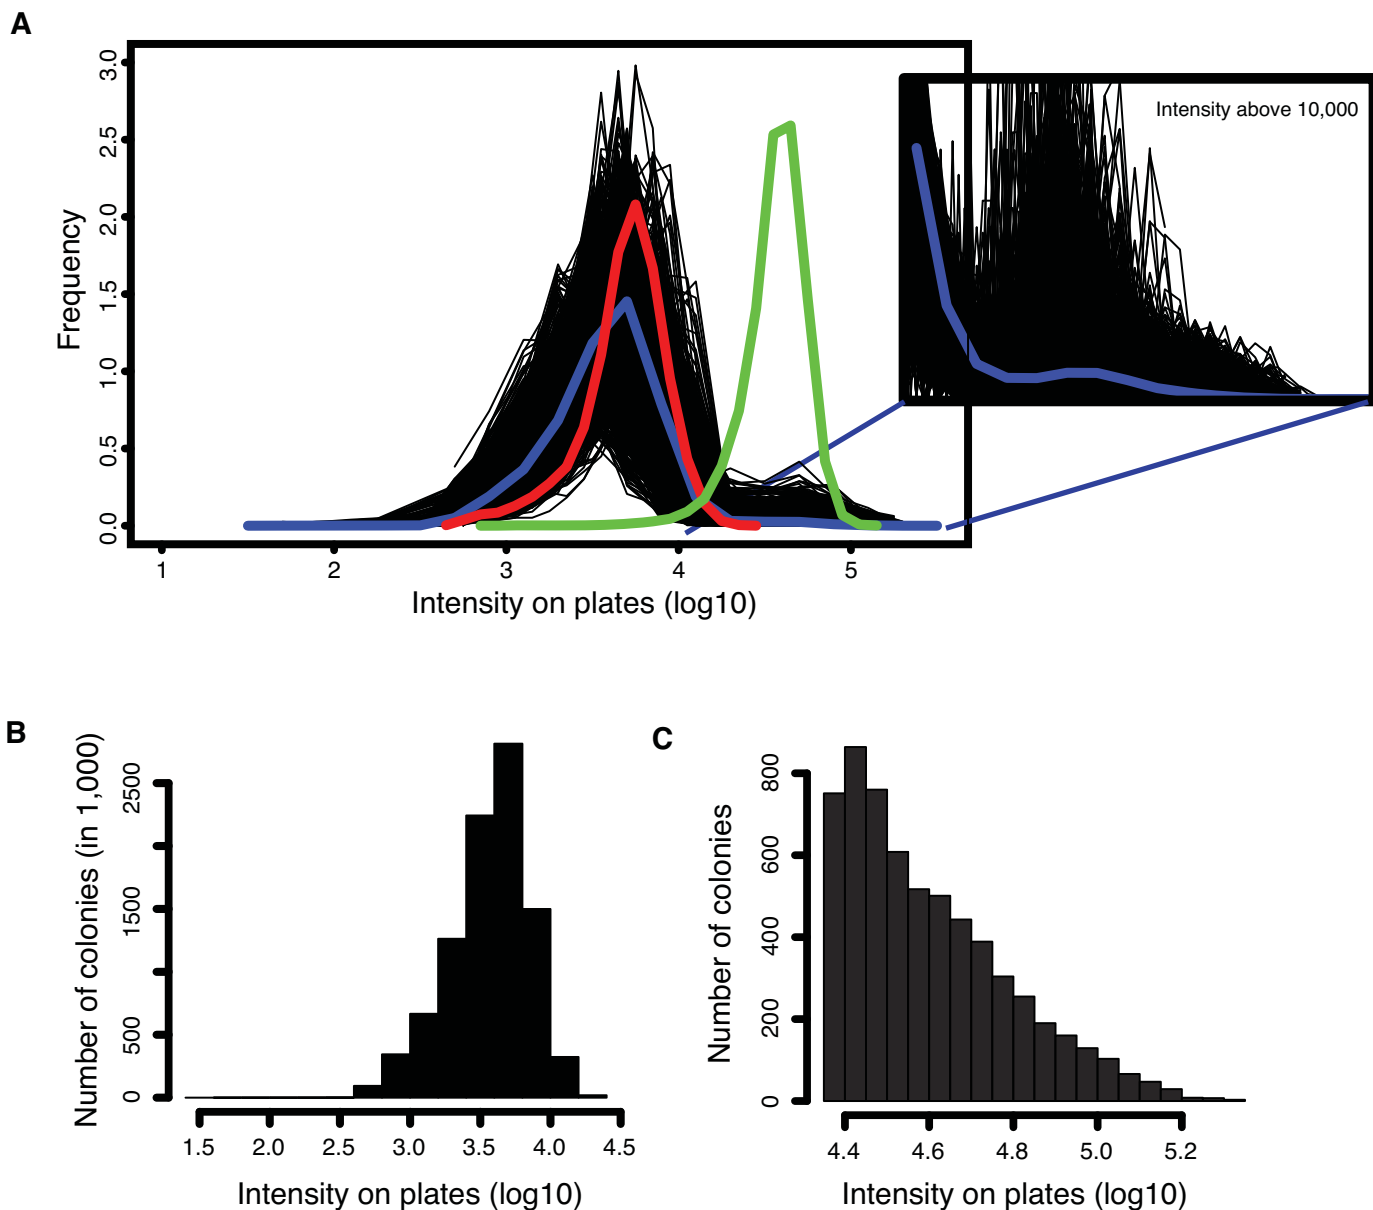 A
Frequency
3.0
2.5
2.0
1.5
1.0
0.5
0.0
1 2 3 4 5
Intensity on plates (log10)
Intensity above 10,000
B
Number of colonies (in 1,000)
2500
1500
500
0
1.5 2.0 2.5 3.0 3.5 4.0 4.5
Intensity on plates (log10)
C
Number of colonies
800
600
400
200
0
4.4 4.6 4.8 5.0 5.2
Intensity on plates (log10)